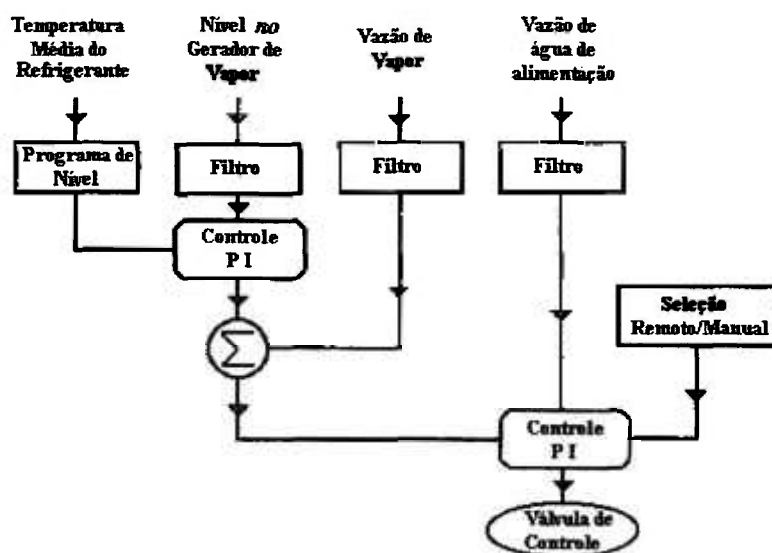 Temperatura
Média do
Refrigerante
Nível no
Gerador de
Vapor
Vazão de
Vapor
Vazão de
água de
alimentação
Programa de
Nível
Filtro
Filtro
Filtro
Controle
P I
Σ
Seleção
Remoto/Manual
Controle
P I
Válvula de
Controle